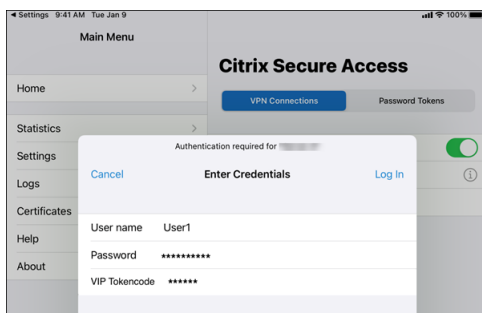 Settings 9:41 AM Tue Jan 9 100%
Main Menu
Citrix Secure Access
Home
VPN Connections Password Tokens
Statistics
Authentication required for
Settings
Cancel Enter Credentials Log In
Logs
Certificates
User name User1
Help
Password **********
About
VIP Tokencode ******